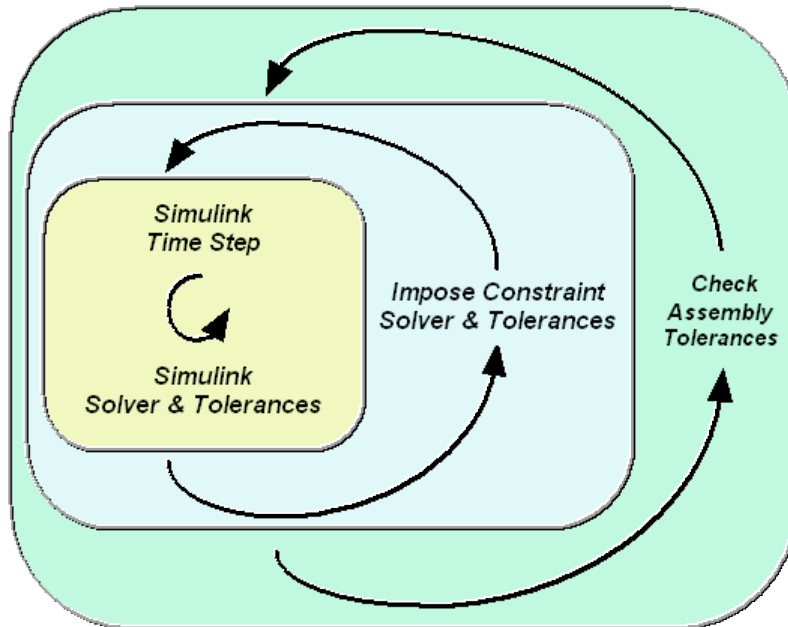 Simulink
Time Step
Simulink
Solver & Tolerances
Impose Constraint
Solver & Tolerances
Check
Assembly
Tolerances